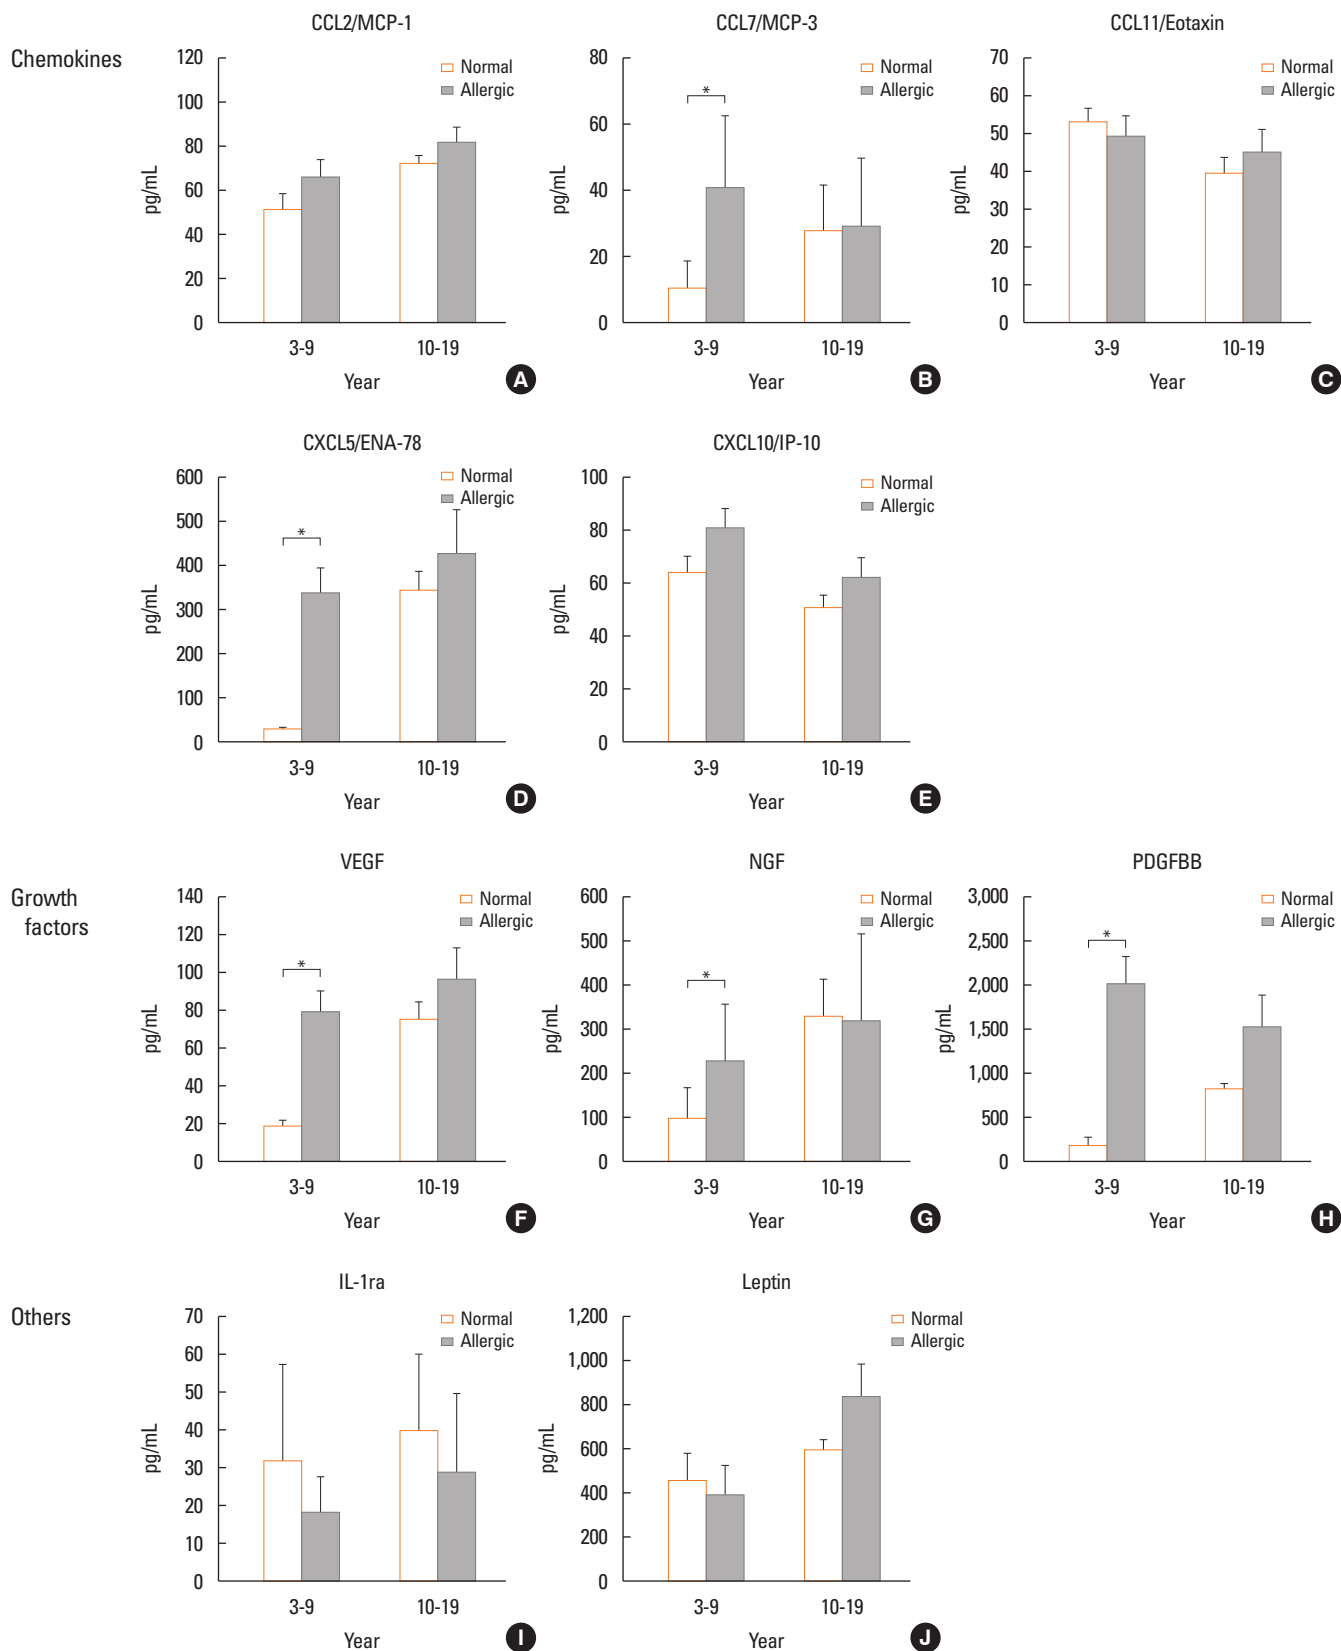 Chemokines
CCL2/MCP-1
120
100
80
60
40
20
0
pg/mL
Normal
Allergic
3-9
10-19
Year
A
CCL7/MCP-3
80
60
40
20
0
pg/mL
Normal
Allergic
*
3-9
10-19
Year
B
CCL11/Eotaxin
70
60
50
40
30
20
10
0
pg/mL
Normal
Allergic
3-9
10-19
Year
C
CXCL5/ENA-78
600
500
400
300
200
100
0
pg/mL
Normal
Allergic
*
3-9
10-19
Year
D
CXCL10/IP-10
100
80
60
40
20
0
pg/mL
Normal
Allergic
3-9
10-19
Year
E
Growth
factors
VEGF
140
120
100
80
60
40
20
0
pg/mL
Normal
Allergic
*
3-9
10-19
Year
F
NGF
600
500
400
300
200
100
0
pg/mL
Normal
Allergic
*
3-9
10-19
Year
G
PDGFBB
3,000
2,500
2,000
1,500
1,000
500
0
pg/mL
Normal
Allergic
*
3-9
10-19
Year
H
Others
IL-1ra
70
60
50
40
30
20
10
0
pg/mL
Normal
Allergic
3-9
10-19
Year
I
Leptin
1,200
1,000
800
600
400
200
0
pg/mL
Normal
Allergic
3-9
10-19
Year
J